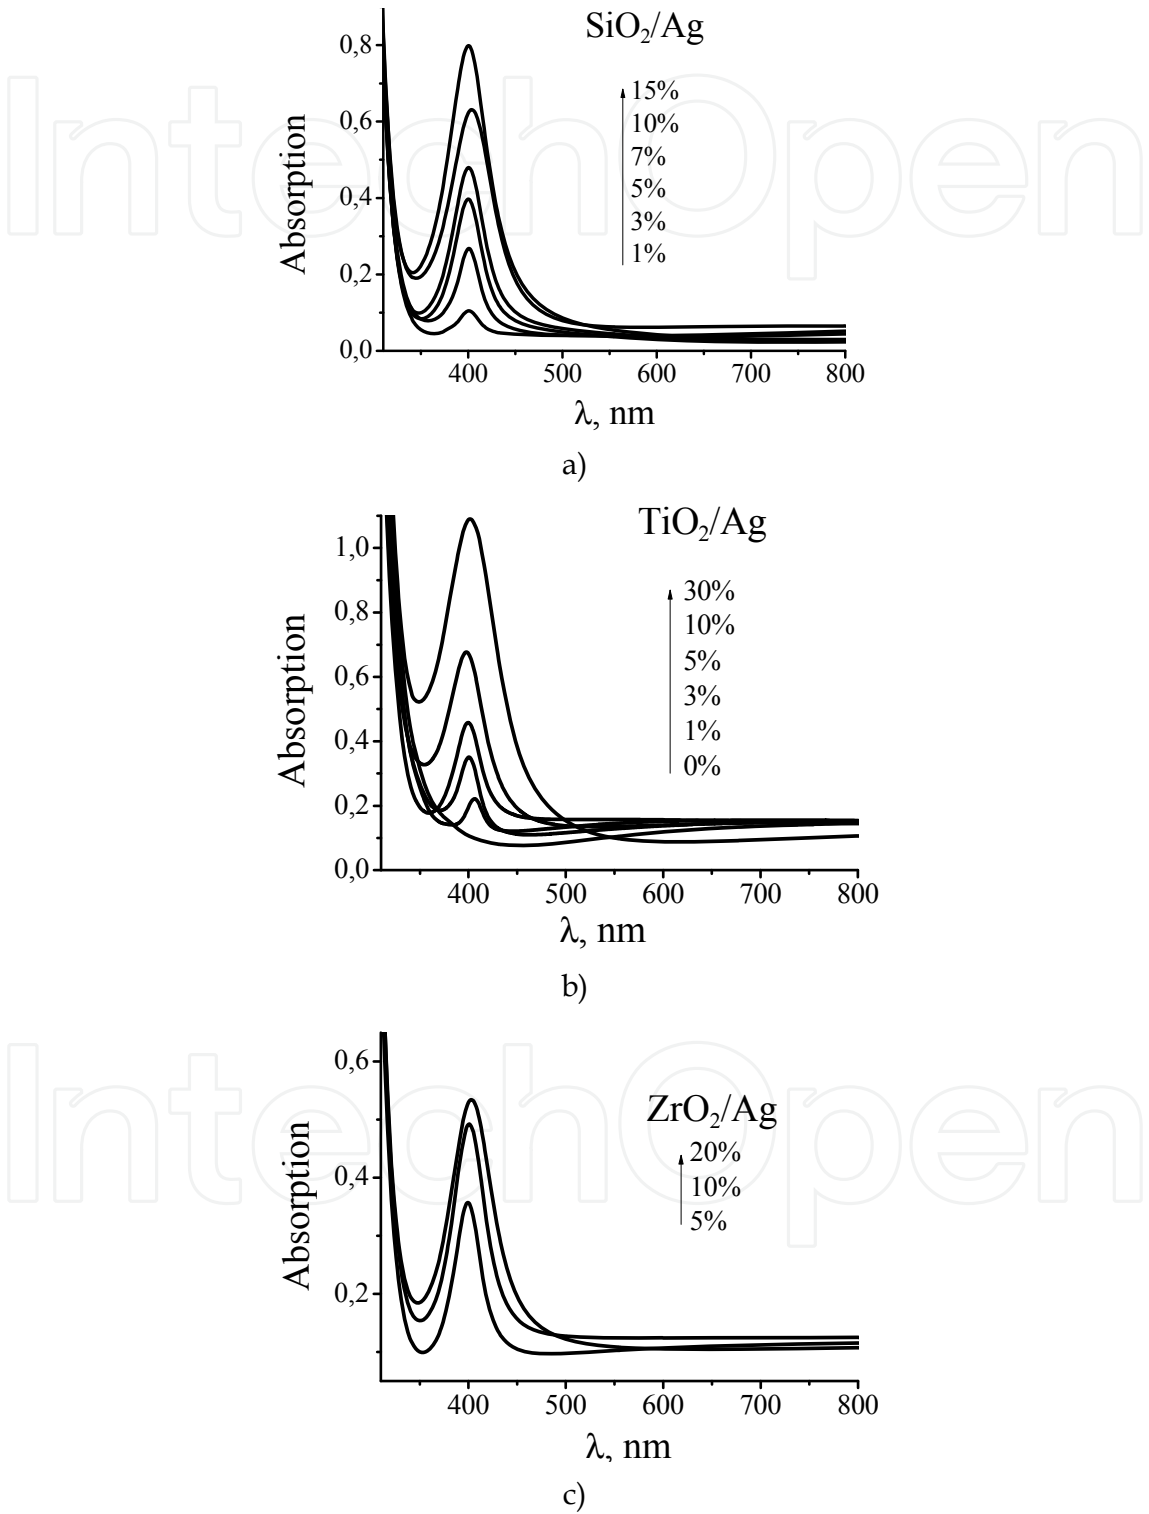 SiO₂/Ag
0,8
0,6
0,4
0,2
0,0
Absorption
15%
10%
7%
5%
3%
1%
400 500 600 700 800
λ, nm
a)
TiO₂/Ag
1,0
0,8
0,6
0,4
0,2
0,0
Absorption
30%
10%
5%
3%
1%
0%
400 500 600 700 800
λ, nm
b)
ZrO₂/Ag
0,6
0,4
0,2
Absorption
20%
10%
5%
400 500 600 700 800
λ, nm
c)
IntechOpen
IntechOpen